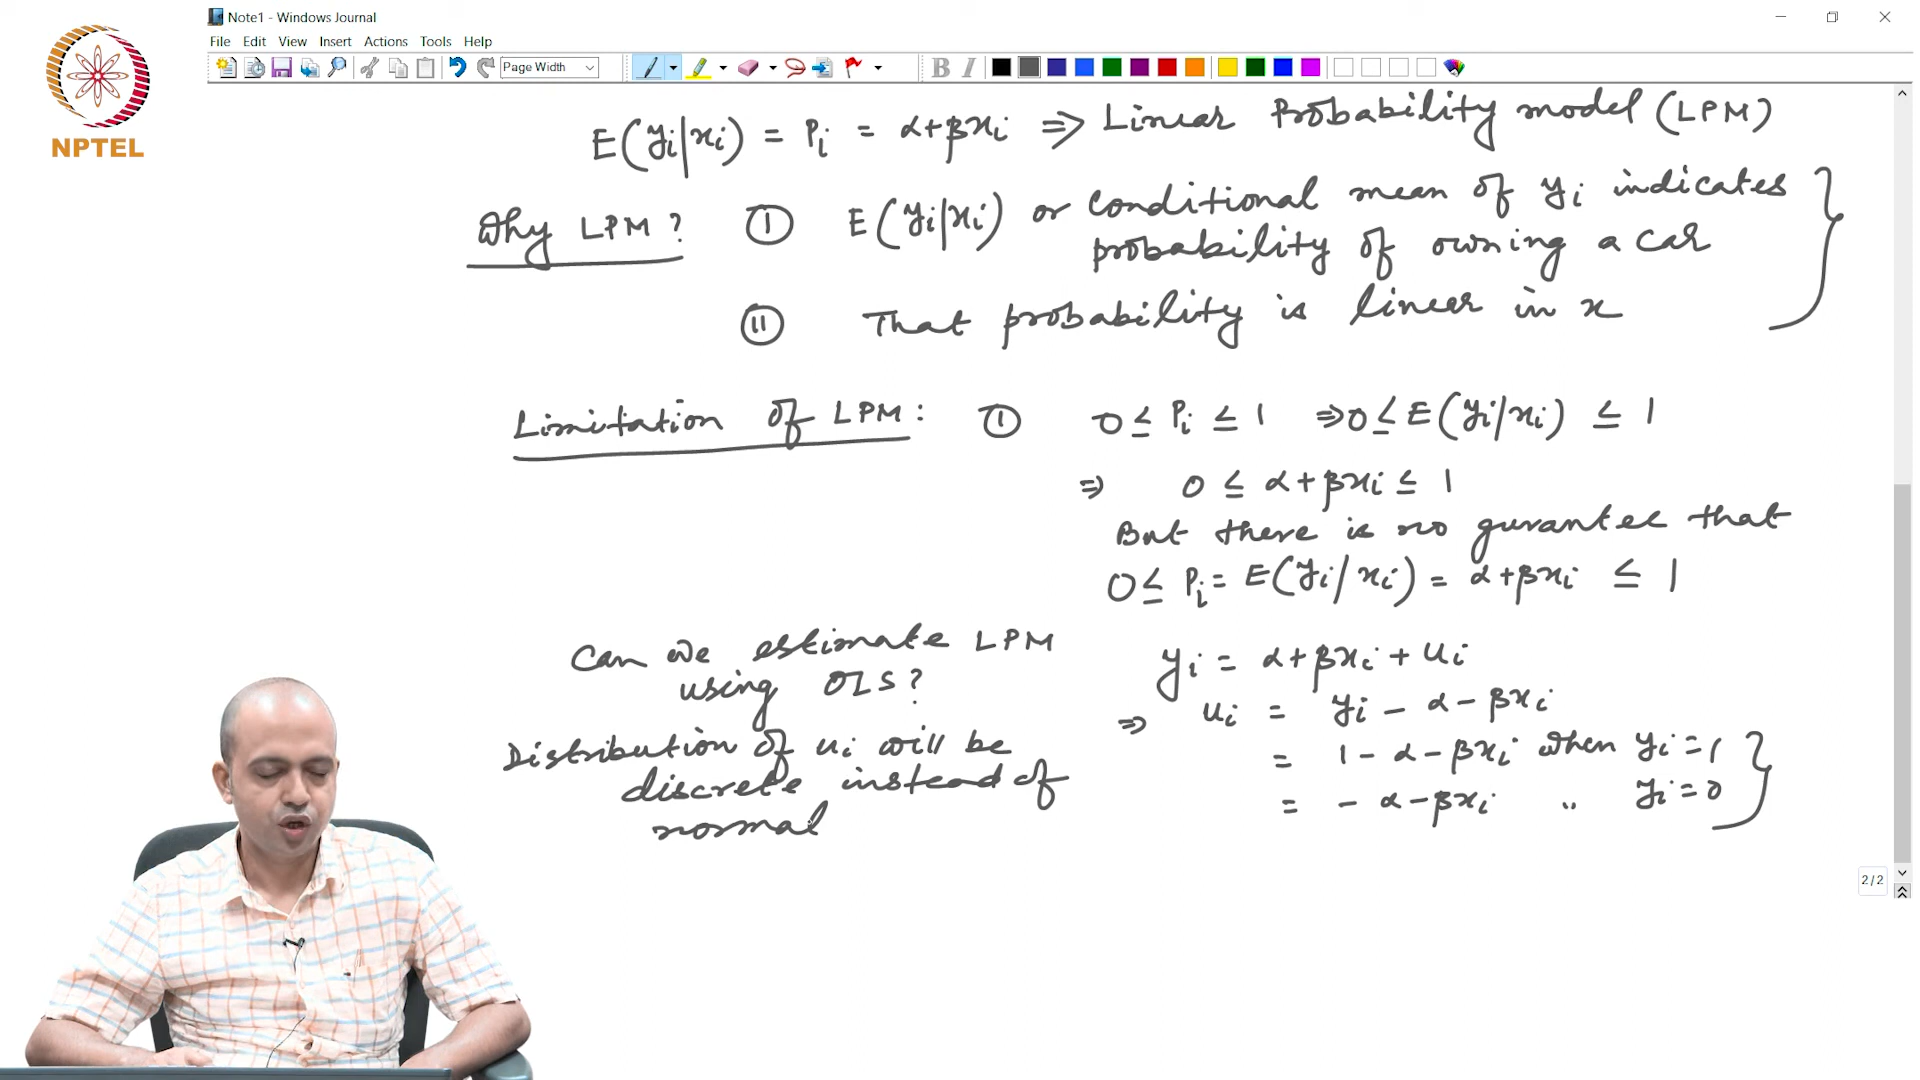 Note1 - Windows Journal
File Edit View Insert Actions Tools Help
Page Width
B I
NPTEL
E(yi|xi) = Pi = α+βxi ⇒ Linear Probability model (LPM)
Why LPM? (I) E(yi|xi) or conditional mean of yi indicates
probability of owning a car
(II) That probability is linear in x
Limitation of LPM: (1) 0 ≤ Pi ≤ 1 ⇒ 0 ≤ E(yi|xi) ≤ 1
⇒ 0 ≤ α+βxi ≤ 1
But there is no gurantee that
0 ≤ Pi = E(yi/xi) = α+βxi ≤ 1
Can we estimate LPM
using OLS?
Distribution of ui will be
discrete instead of
normal
yi = α+βxi + ui
⇒ ui = yi - α - βxi
= 1 - α - βxi when yi = 1
= - α - βxi " yi = 0
2/2